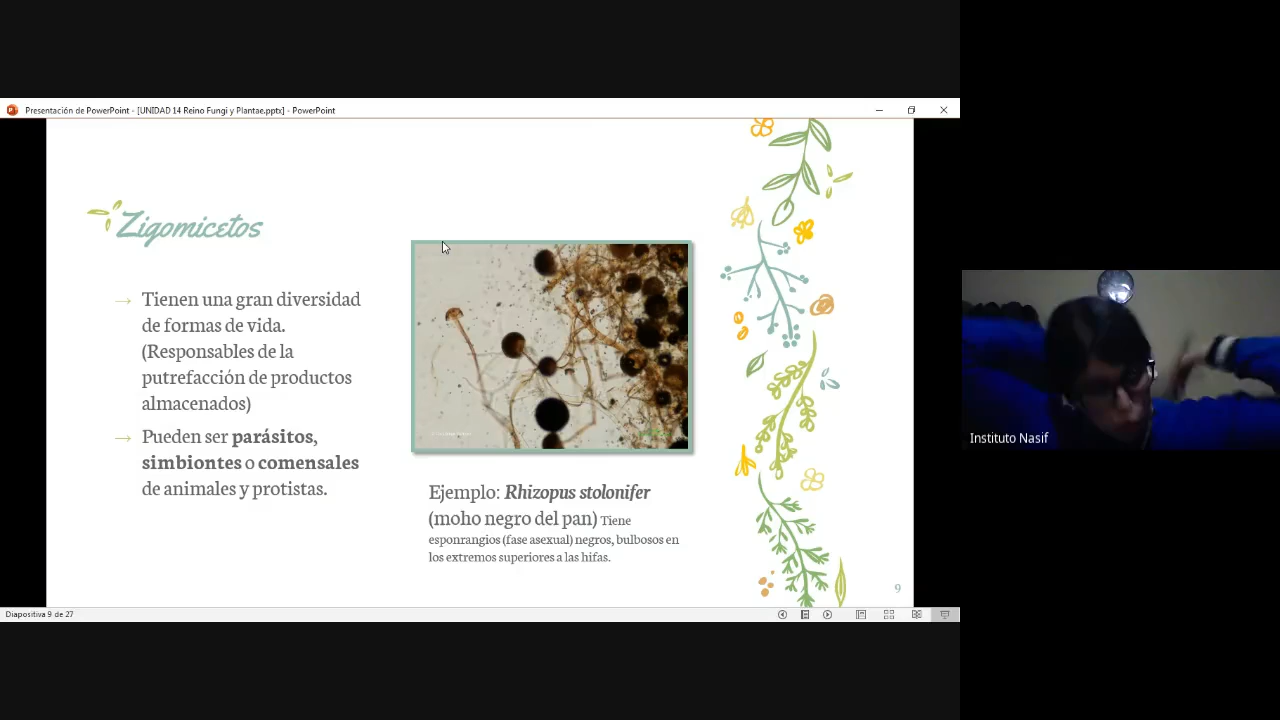 Presentación de PowerPoint - [UNIDAD 14 Reino Fungi y Plantae.pptx] - PowerPoint
Zigomicetos
→ Tienen una gran diversidad
de formas de vida.
(Responsables de la
putrefacción de productos
almacenados)
→ Pueden ser parásitos,
simbiontes o comensales
de animales y protistas.
Ejemplo: Rhizopus stolonifer
(moho negro del pan) Tiene
esponrangios (fase asexual) negros, bulbosos en
los extremos superiores a las hifas.
9
Diapositiva 9 de 27
Instituto Nasif